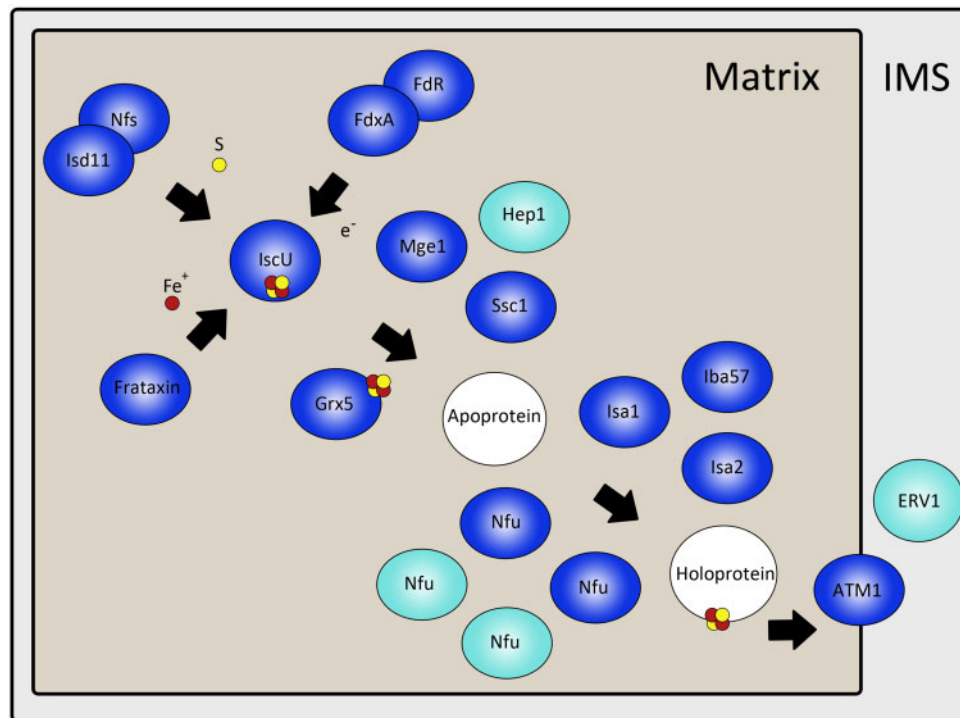 Matrix
IMS
FdR
Nfs
FdxA
S
Isd11
Hep1
e-
Mge1
IscU
Fe+
Ssc1
Iba57
Frataxin
Grx5
Apoprotein
Isa1
Isa2
ERV1
Nfu
Holoprotein
Nfu
Nfu
ATM1
Nfu